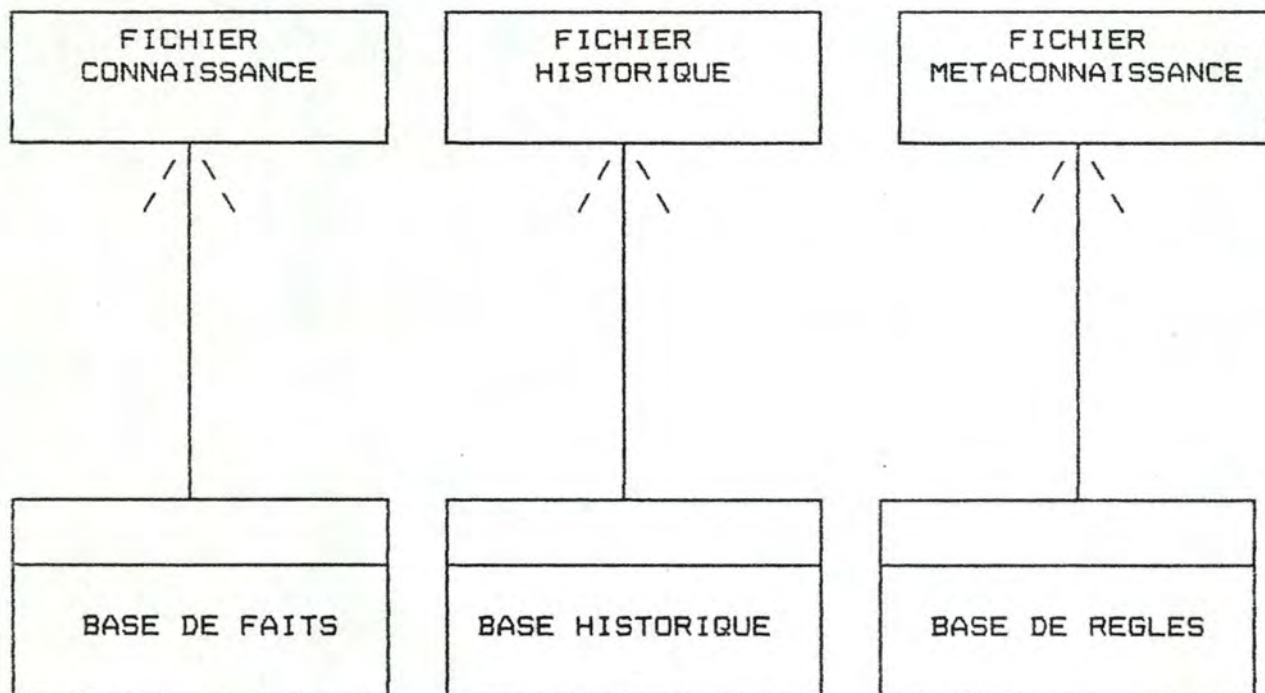 FICHIER
CONNAISSANCE
FICHIER
HISTORIQUE
FICHIER
METACONNAISSANCE
BASE DE FAITS
BASE HISTORIQUE
BASE DE REGLES